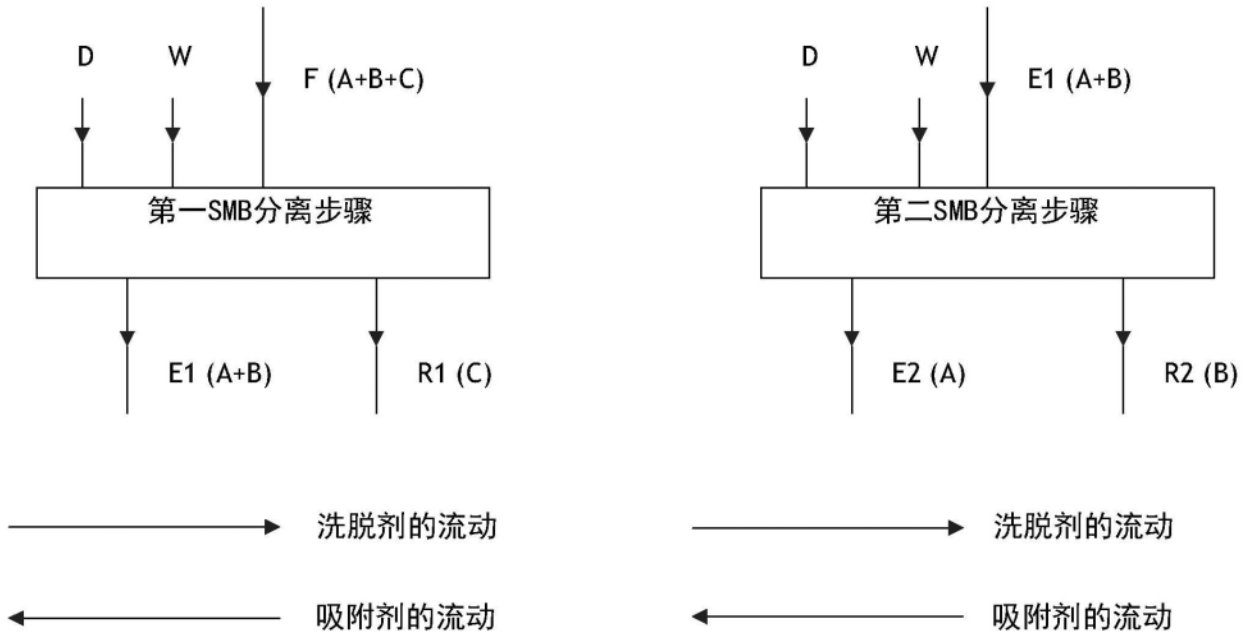 D
W
F (A+B+C)
第一SMB分离步骤
E1 (A+B)
R1 (C)
洗脱剂的流动
吸附剂的流动
D
W
E1 (A+B)
第二SMB分离步骤
E2 (A)
R2 (B)
洗脱剂的流动
吸附剂的流动